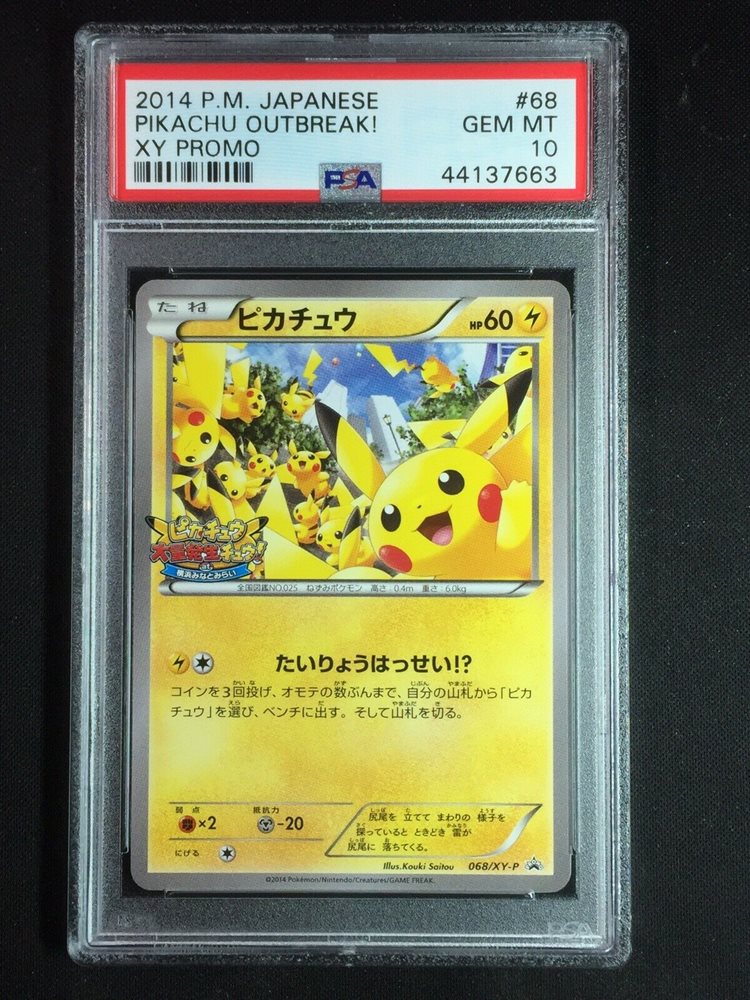 2014 P.M. JAPANESE #68
PIKACHU OUTBREAK! GEM MT
XY PROMO 10
PSA 44137663
たね ピカチュウ HP60
ピカチュウ
大量発生チュウ!
at
横浜みなとみらい
全国図鑑NO.025 ねずみポケモン 高さ:0.4m 重さ:6.0kg
たいりょうはっせい!?
コインを3回投げ、オモテの数ぶんまで、自分の山札から「ピカ
チュウ」を選び、ベンチに出す。そして山札を切る。
弱点 抵抗力
×2 -20
にげる
尻尾を 立てて まわりの 様子を
探っていると ときどき 雷が
尻尾に 落ちてくる。
Illus.Kouki Saitou 068/XY-P
©2014 Pokémon/Nintendo/Creatures/GAME FREAK.
PSA